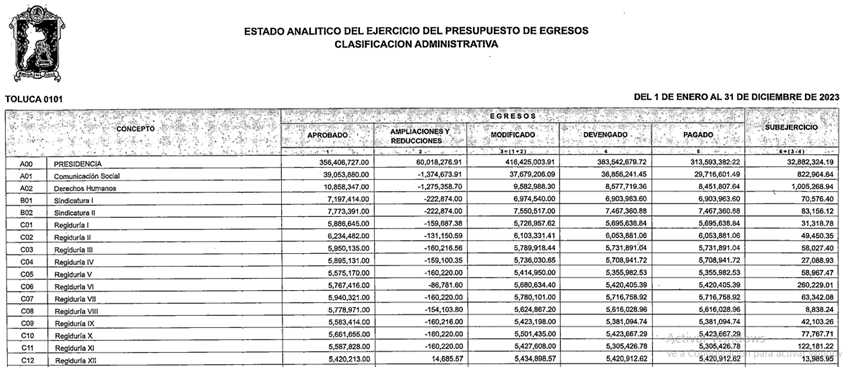 ESTADO ANALITICO DEL EJERCICIO DEL PRESUPUESTO DE EGRESOS
CLASIFICACION ADMINISTRATIVA
TOLUCA 0101 DEL 1 DE ENERO AL 31 DE DICIEMBRE DE 2023
CONCEPTO E G R E S O S SUBEJERCICIO
APROBADO AMPLIACIONES Y REDUCCIONES MODIFICADO DEVENGADO PAGADO
1 2 3=(1+2) 4 5 6=(3-4)
A00 PRESIDENCIA 356,406,727.00 60,018,276.91 416,425,003.91 383,542,679.72 313,593,382.22 32,882,324.19
A01 Comunicación Social 39,053,880.00 -1,374,673.91 37,679,206.09 36,856,241.45 29,716,601.49 822,964.64
A02 Derechos Humanos 10,858,347.00 -1,275,358.70 9,582,988.30 8,577,719.36 8,451,807.64 1,005,268.94
B01 Sindicatura I 7,197,414.00 -222,874.00 6,974,540.00 6,903,963.60 6,903,963.60 70,576.40
B02 Sindicatura II 7,773,391.00 -222,874.00 7,550,517.00 7,467,360.88 7,467,360.88 83,156.12
C01 Regiduría I 5,886,645.00 -159,687.38 5,726,957.62 5,695,638.84 5,695,638.84 31,318.78
C02 Regiduría II 6,234,482.00 -131,150.59 6,103,331.41 6,053,881.06 6,053,881.06 49,450.35
C03 Regiduría III 5,950,135.00 -160,216.56 5,789,918.44 5,731,891.04 5,731,891.04 58,027.40
C04 Regiduría IV 5,895,131.00 -159,100.35 5,736,030.65 5,708,941.72 5,708,941.72 27,088.93
C05 Regiduría V 5,575,170.00 -160,220.00 5,414,950.00 5,355,982.53 5,355,982.53 58,967.47
C06 Regiduría VI 5,767,416.00 -86,781.60 5,680,634.40 5,420,405.39 5,420,405.39 260,229.01
C07 Regiduría VII 5,940,321.00 -160,220.00 5,780,101.00 5,716,758.92 5,716,758.92 63,342.08
C08 Regiduría VIII 5,778,971.00 -154,103.80 5,624,867.20 5,616,028.96 5,616,028.96 8,838.24
C09 Regiduría IX 5,583,414.00 -160,216.00 5,423,198.00 5,381,094.74 5,381,094.74 42,103.26
C10 Regiduría X 5,661,655.00 -160,220.00 5,501,435.00 5,423,667.29 5,423,667.29 77,767.71
C11 Regiduría XI 5,587,828.00 -160,220.00 5,427,608.00 5,305,426.78 5,305,426.78 122,181.22
C12 Regiduría XII 5,420,213.00 14,685.57 5,434,898.57 5,420,912.62 5,420,912.62 13,985.95